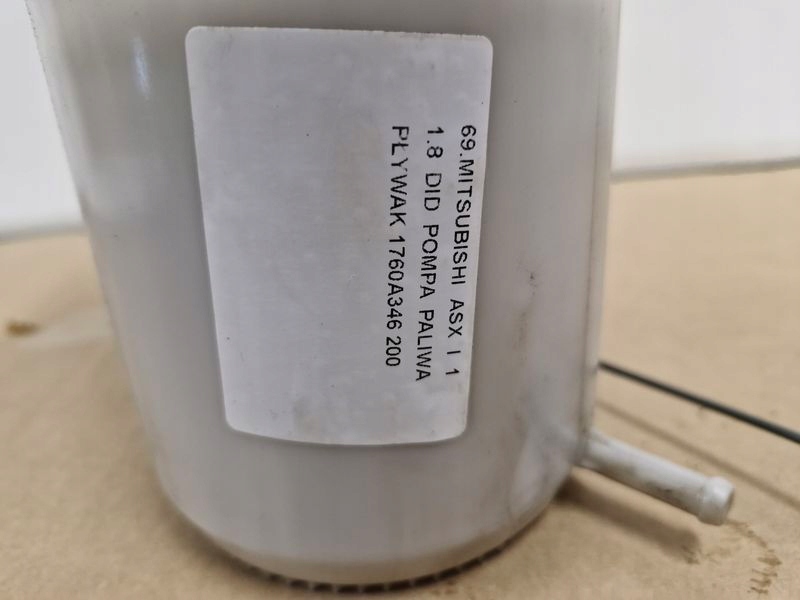 69.MITSUBISHI ASX I 1
1.8 DID POMPA PALIWA
PŁYWAK 1760A346 200